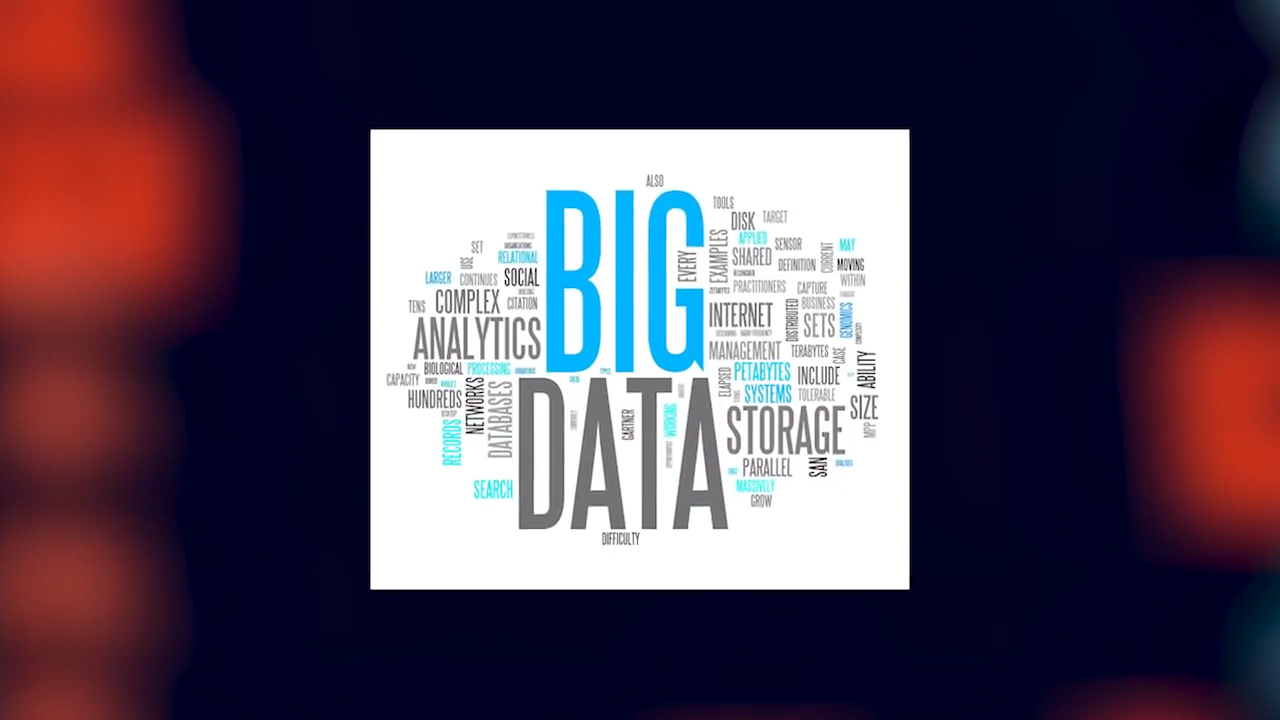 ALSO
BIG
DATA
TOOLS
DISK
TARGET
APPLIED
SENSOR
MAY
SHARED
EXAMPLES
EVERY
DEFINITION
CURRENT
MOVING
WITHIN
PRACTITIONERS
CAPTURE
BUSINESS
INTERNET
DISTRIBUTED
SETS
GENOMICS
MANAGEMENT
TERABYTES
CASE
ABILITY
ELAPSED
PETABYTES
INCLUDE
SYSTEMS
TOLERABLE
STORAGE
SIZE
MPP
PARALLEL
SAN
MASSIVELY
GROW
SET
USE
RELATIONAL
LARGER
CONTINUES
SOCIAL
TENS
COMPLEX
CITATION
ANALYTICS
BIOLOGICAL
PROCESSING
CAPACITY
HUNDREDS
NETWORKS
DATABASES
RECORDS
SEARCH
GARTNER
WORKING
DIFFICULTY